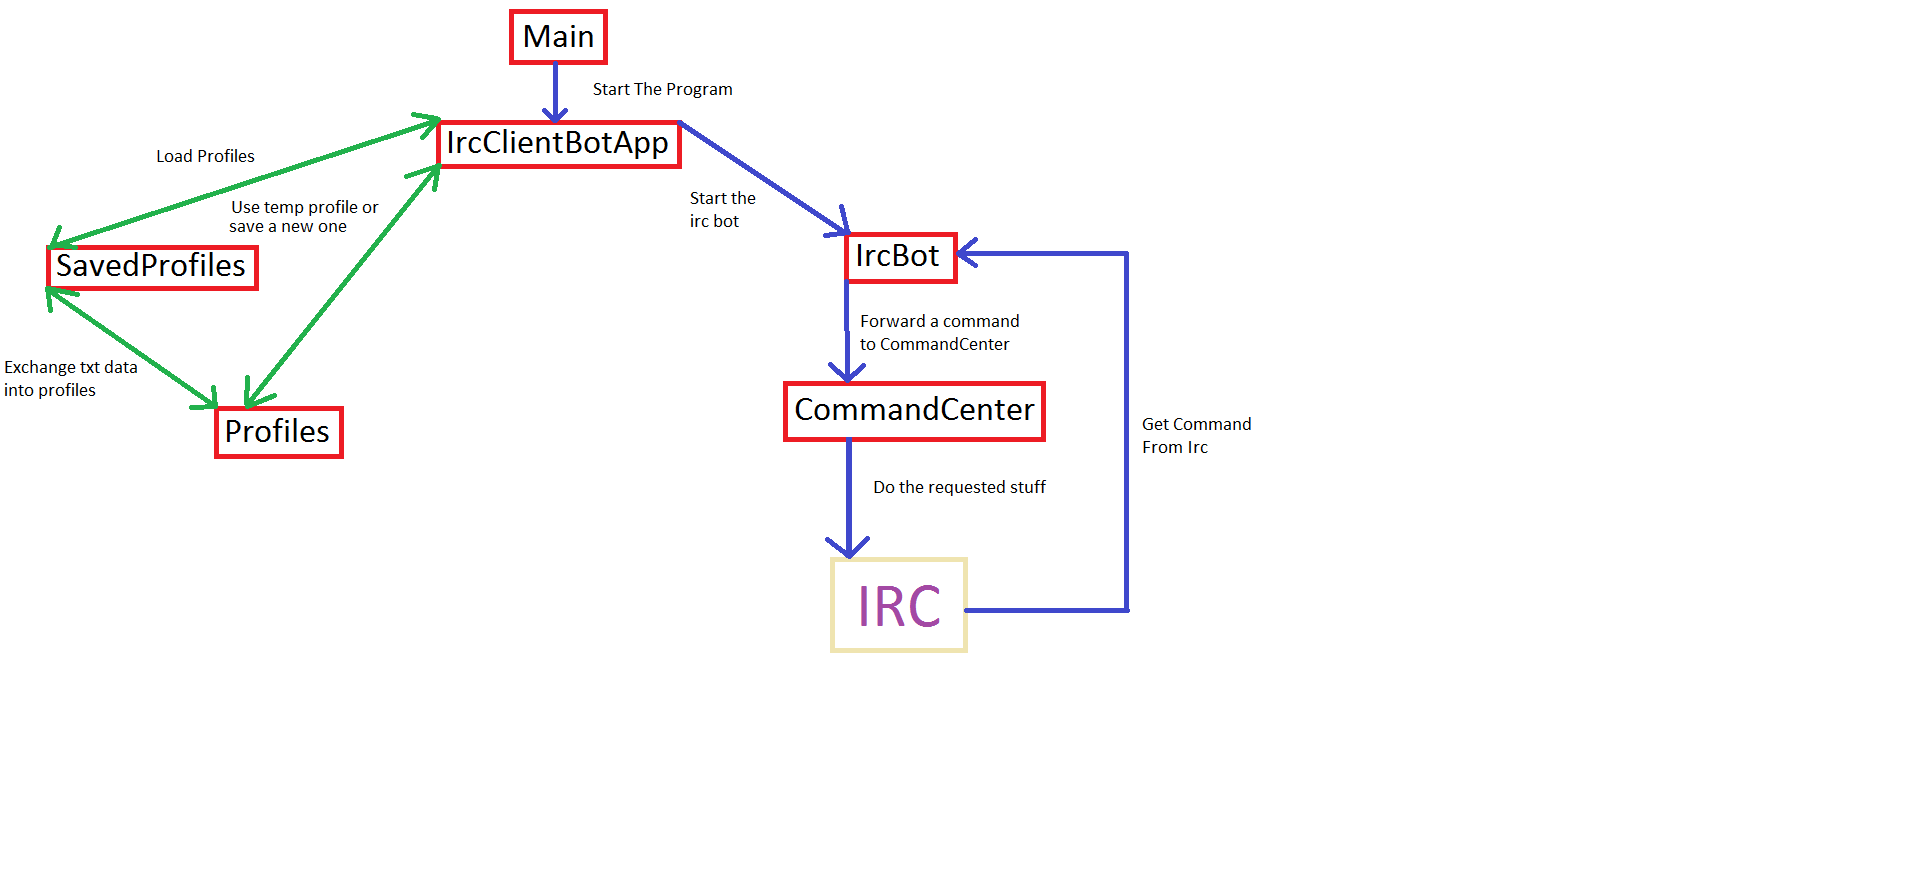 Main
Start The Program
IrcClientBotApp
Load Profiles
Use temp profile or
save a new one
Start the
irc bot
SavedProfiles
IrcBot
Forward a command
to CommandCenter
Exchange txt data
into profiles
Profiles
CommandCenter
Get Command
From Irc
Do the requested stuff
IRC